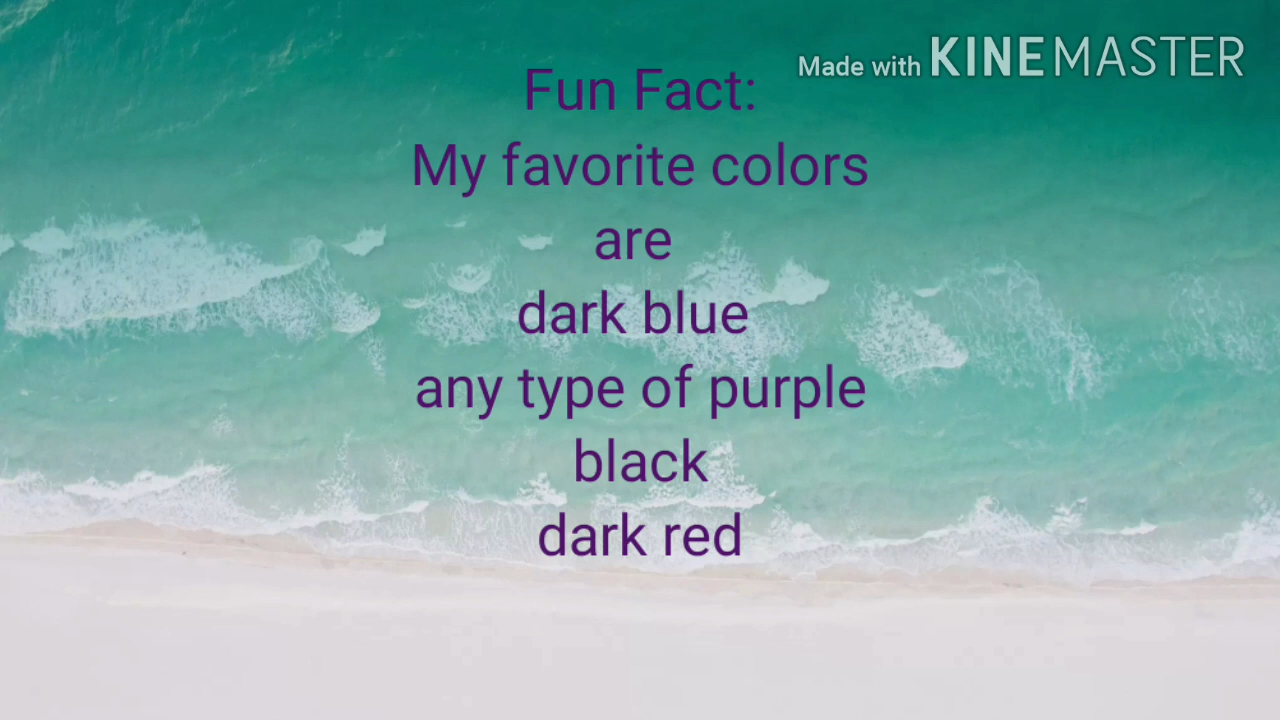 Made with KINEMASTER
Fun Fact:
My favorite colors
are
dark blue
any type of purple
black
dark red